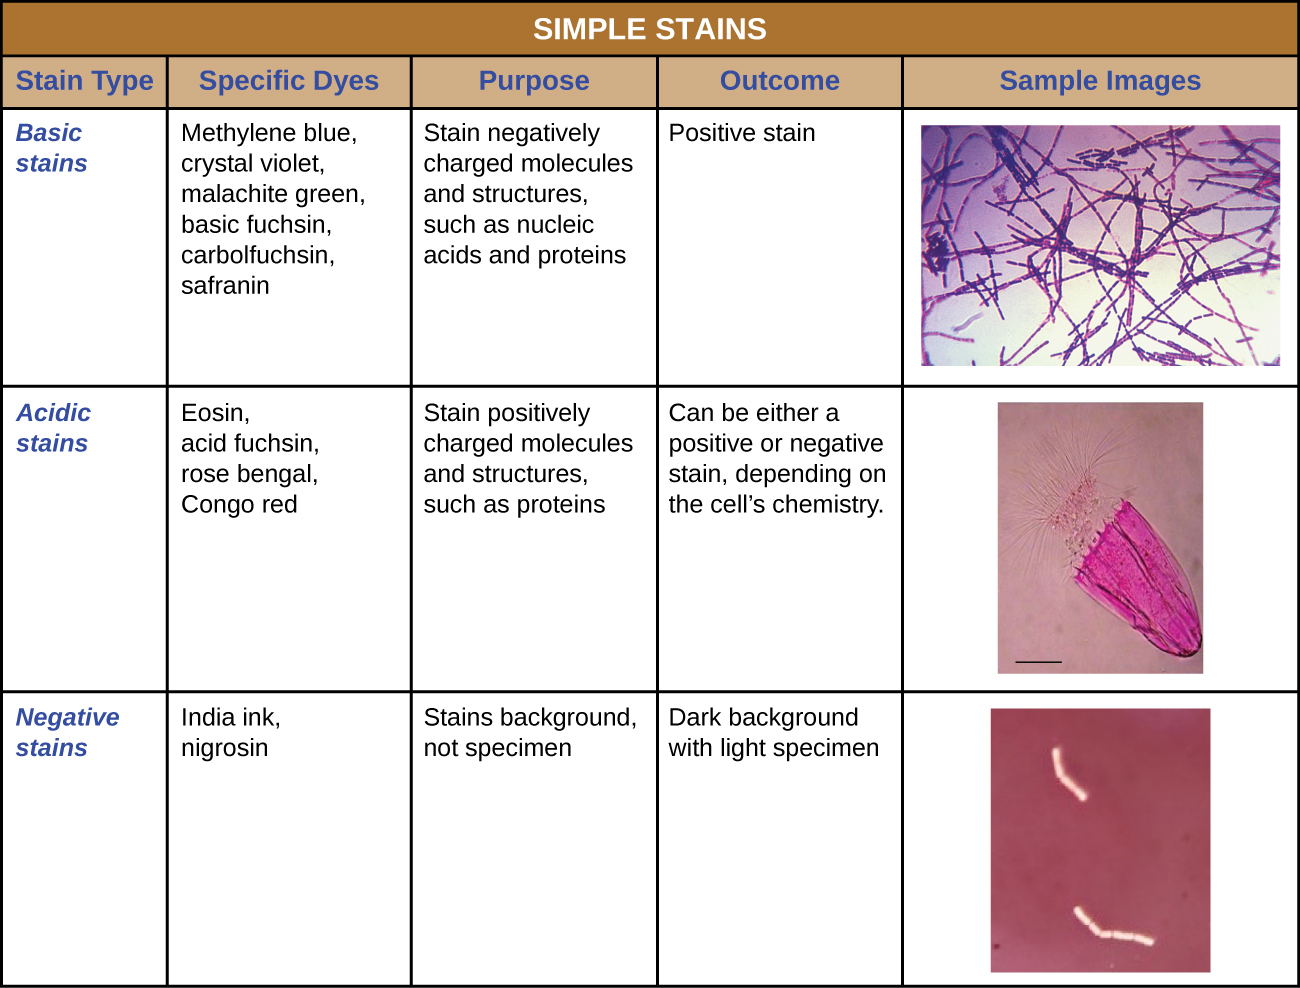 SIMPLE STAINS
Stain Type
Specific Dyes
Purpose
Outcome
Sample Images
Basic
stains
Methylene blue,
crystal violet,
malachite green,
basic fuchsin,
carbolfuchsin,
safranin
Stain negatively
charged molecules
and structures,
such as nucleic
acids and proteins
Positive stain
Acidic
stains
Eosin,
acid fuchsin,
rose bengal,
Congo red
Stain positively
charged molecules
and structures,
such as proteins
Can be either a
positive or negative
stain, depending on
the cell’s chemistry.
Negative
stains
India ink,
nigrosin
Stains background,
not specimen
Dark background
with light specimen